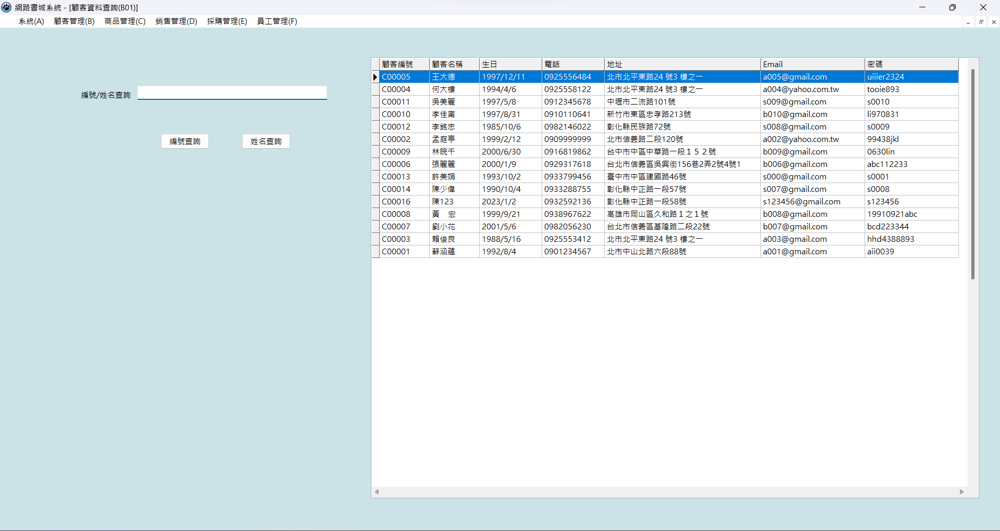 網路書城系統 - [顧客資料查詢(B01)]
系統(A) 顧客管理(B) 商品管理(C) 銷售管理(D) 採購管理(E) 員工管理(F)
編號/姓名查詢
編號查詢 姓名查詢
顧客編號 顧客名稱 生日 電話 地址 Email 密碼
C00005 王大德 1997/12/11 0925556484 北市北平東路24 號3 樓之一 a005@gmail.com uiiier2324
C00004 何大樓 1994/4/6 0925558122 北市北平東路24 號3 樓之一 a004@yahoo.com.tw tooie893
C00011 吳美麗 1997/5/8 0912345678 中壢市二流路101號 s009@gmail.com s0010
C00010 李佳甯 1997/8/31 0910110641 新竹市東區忠孝路213號 b010@gmail.com li970831
C00012 李銘忠 1985/10/6 0982146022 彰化縣民族路72號 s008@gmail.com s0009
C00002 孟庭亭 1999/2/12 0909999999 北市信義路二段120號 a002@yahoo.com.tw 99438jkl
C00009 林皖千 2000/6/30 0916819862 台中市中區中華路一段１５２號 b009@gmail.com 0630lin
C00006 張麗麗 2000/1/9 0929317618 台北市信義區吳興街156巷2弄2號4號1 b006@gmail.com abc112233
C00013 許美娟 1993/10/2 0933799456 臺中市中區建國路46號 s000@gmail.com s0001
C00014 陳少偉 1990/10/4 0933288755 彰化縣中正路一段57號 s007@gmail.com s0008
C00016 陳123 2023/1/2 0932592136 彰化縣中正路一段58號 s123456@gmail.com s123456
C00008 黃　宏 1999/9/21 0938967622 高雄市岡山區久和路１之１號 b008@gmail.com 19910921abc
C00007 劉小花 2001/5/6 0982056230 台北市信義區基隆路二段22號 b007@gmail.com bcd223344
C00003 賴俊良 1988/5/16 0925553412 北市北平東路24 號3 樓之一 a003@gmail.com hhd4388893
C00001 蘇涵蘊 1992/8/4 0901234567 北市中山北路六段88號 a001@gmail.com aii0039